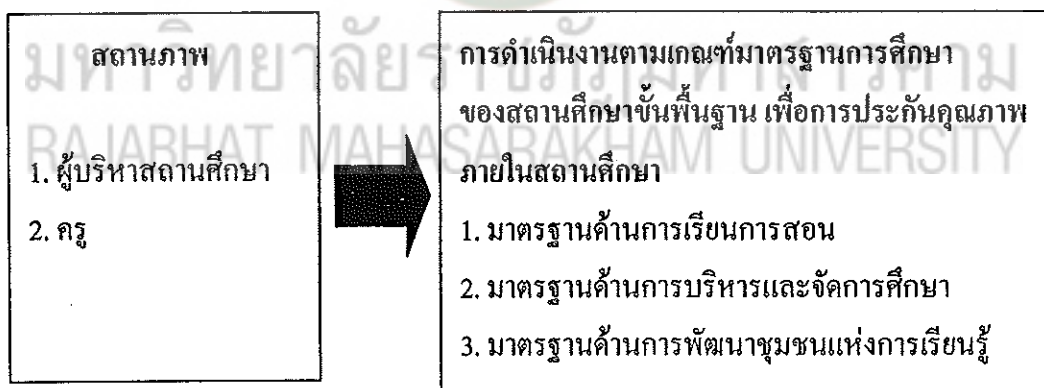 มหาวิทยาลัยราชภัฏมหาสารคาม
RAJABHAT MAHASARAKHAM UNIVERSITY
สถานภาพ
1. ผู้บริหาสถานศึกษา
2. ครู
การดำเนินงานตามเกณฑ์มาตรฐานการศึกษา
ของสถานศึกษาขั้นพื้นฐาน เพื่อการประกันคุณภาพ
ภายในสถานศึกษา
1. มาตรฐานด้านการเรียนการสอน
2. มาตรฐานด้านการบริหารและจัดการศึกษา
3. มาตรฐานด้านการพัฒนาชุมชนแห่งการเรียนรู้